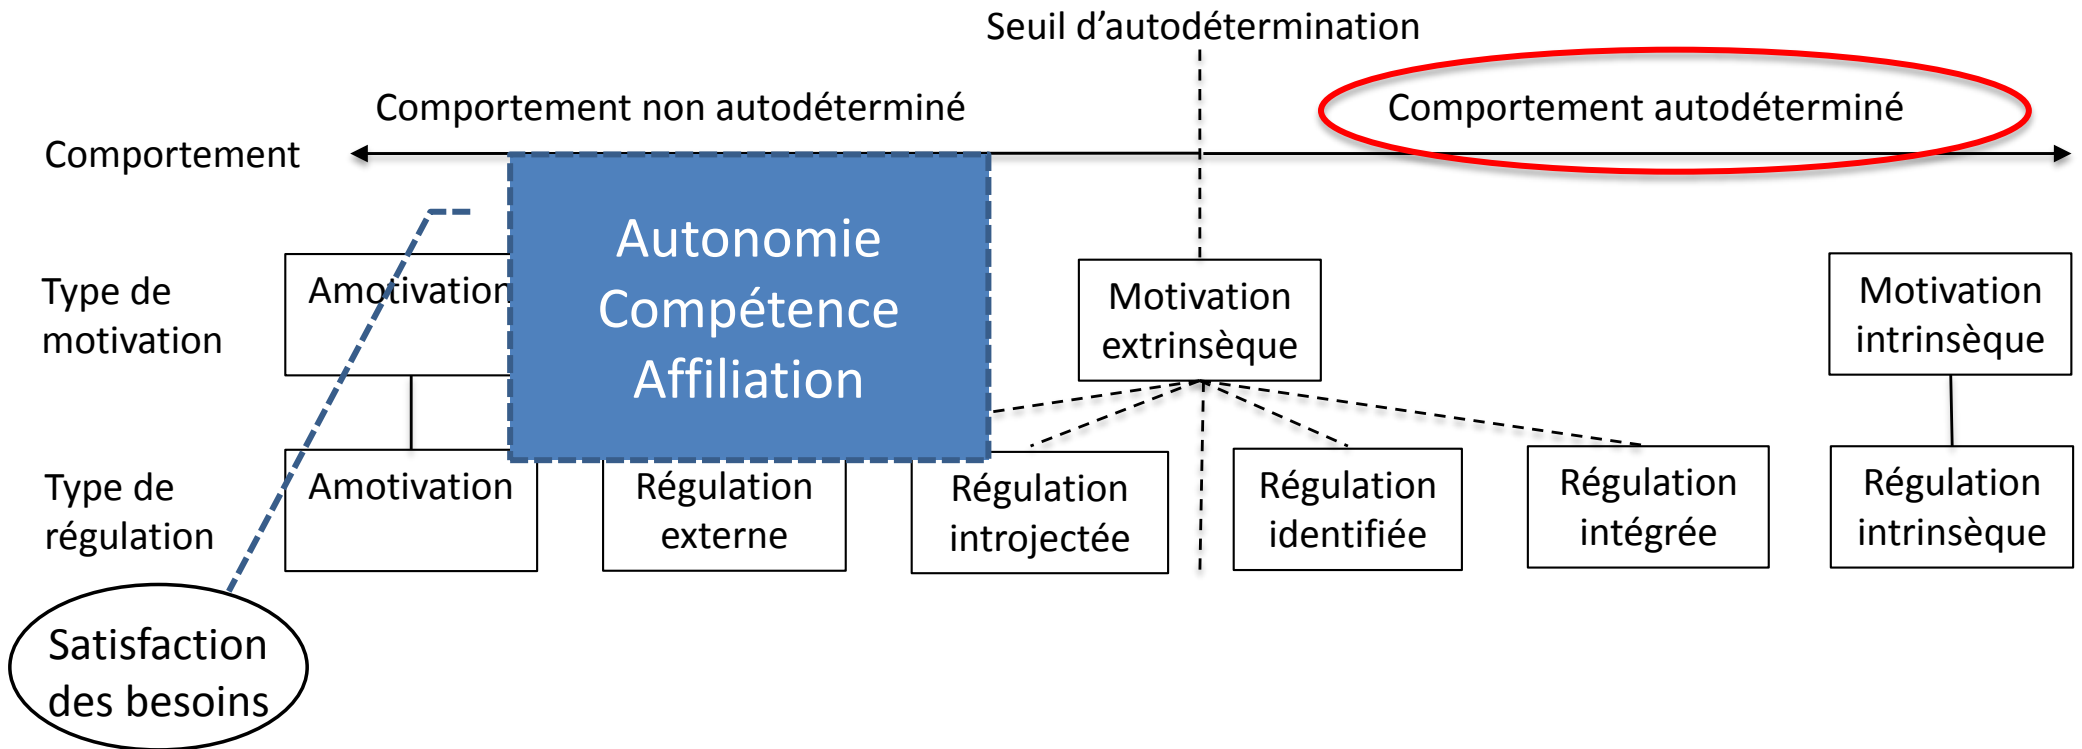 Seuil d’autodétermination
Comportement non autodéterminé
Comportement autodéterminé
Comportement
Type de
motivation
Amotivation
Autonomie
Compétence
Affiliation
Motivation
extrinsèque
Motivation
intrinsèque
Type de
régulation
Amotivation
Régulation
externe
Régulation
introjectée
Régulation
identifiée
Régulation
intégrée
Régulation
intrinsèque
Satisfaction
des besoins